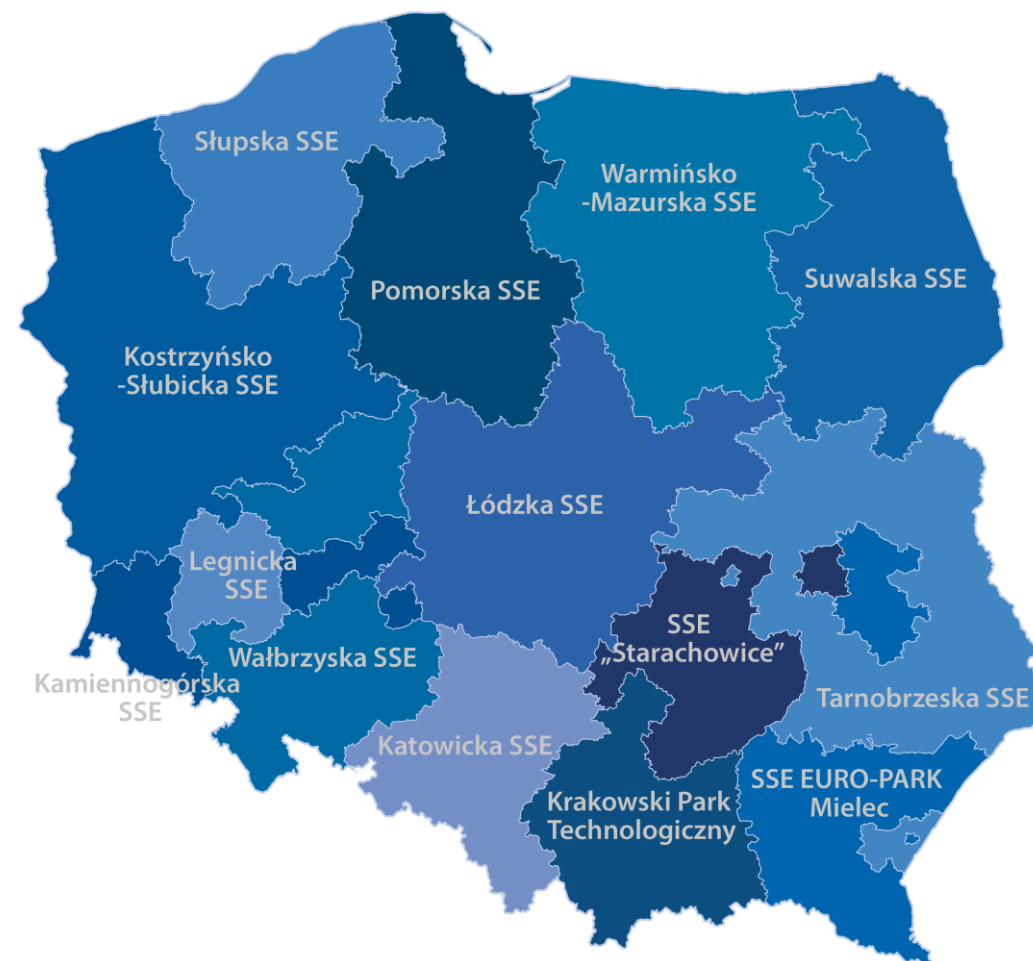 Słupska SSE
Warmińsko
-Mazurska SSE
Pomorska SSE
Suwalska SSE
Kostrzyńsko
-Słubicka SSE
Łódzka SSE
Legnicka
SSE
SSE
„Starachowice”
Wałbrzyska SSE
Kamiennogórska
SSE
Tarnobrzeska SSE
Katowicka SSE
SSE EURO-PARK
Mielec
Krakowski Park
Technologiczny